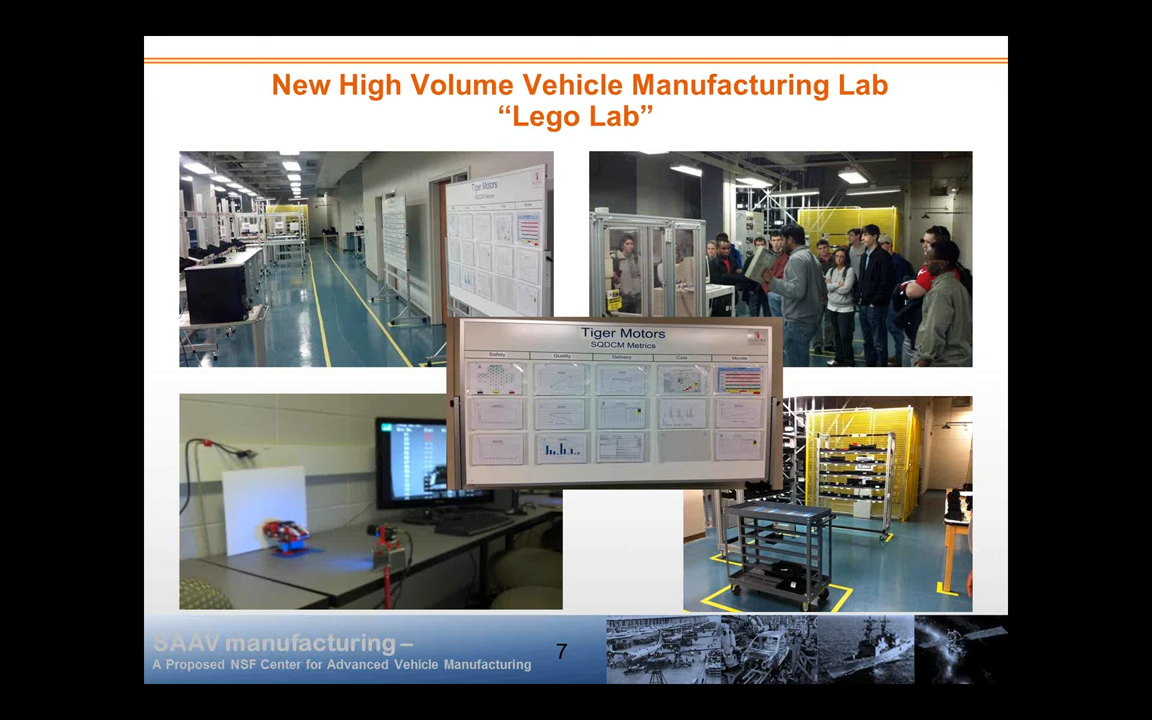 New High Volume Vehicle Manufacturing Lab
“Lego Lab”
Tiger Motors
SQDCM Metrics
Tiger Motors
SQDCM Metrics
Safety Quality Delivery Cost Morale
SAAV manufacturing –
A Proposed NSF Center for Advanced Vehicle Manufacturing
7